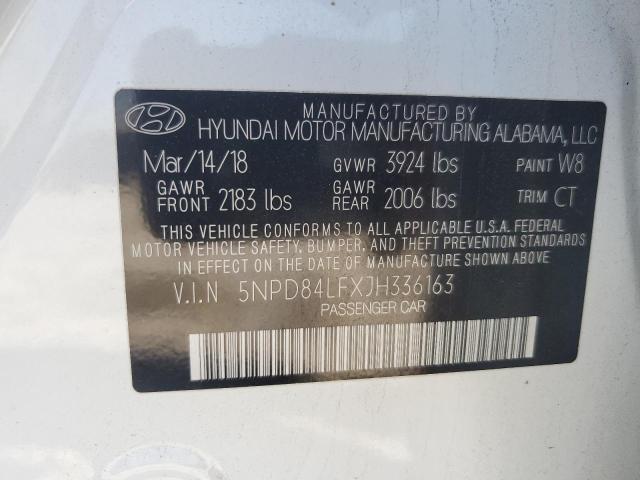 MANUFACTURED BY
HYUNDAI MOTOR MANUFACTURING ALABAMA, LLC
Mar/14/18 GVWR 3924 lbs PAINT W8
GAWR FRONT 2183 lbs GAWR REAR 2006 lbs TRIM CT
THIS VEHICLE CONFORMS TO ALL APPLICABLE U.S.A. FEDERAL
MOTOR VEHICLE SAFETY, BUMPER, AND THEFT PREVENTION STANDARDS
IN EFFECT ON THE DATE OF MANUFACTURE SHOWN ABOVE.
V.I.N 5NPD84LFXJH336163
PASSENGER CAR